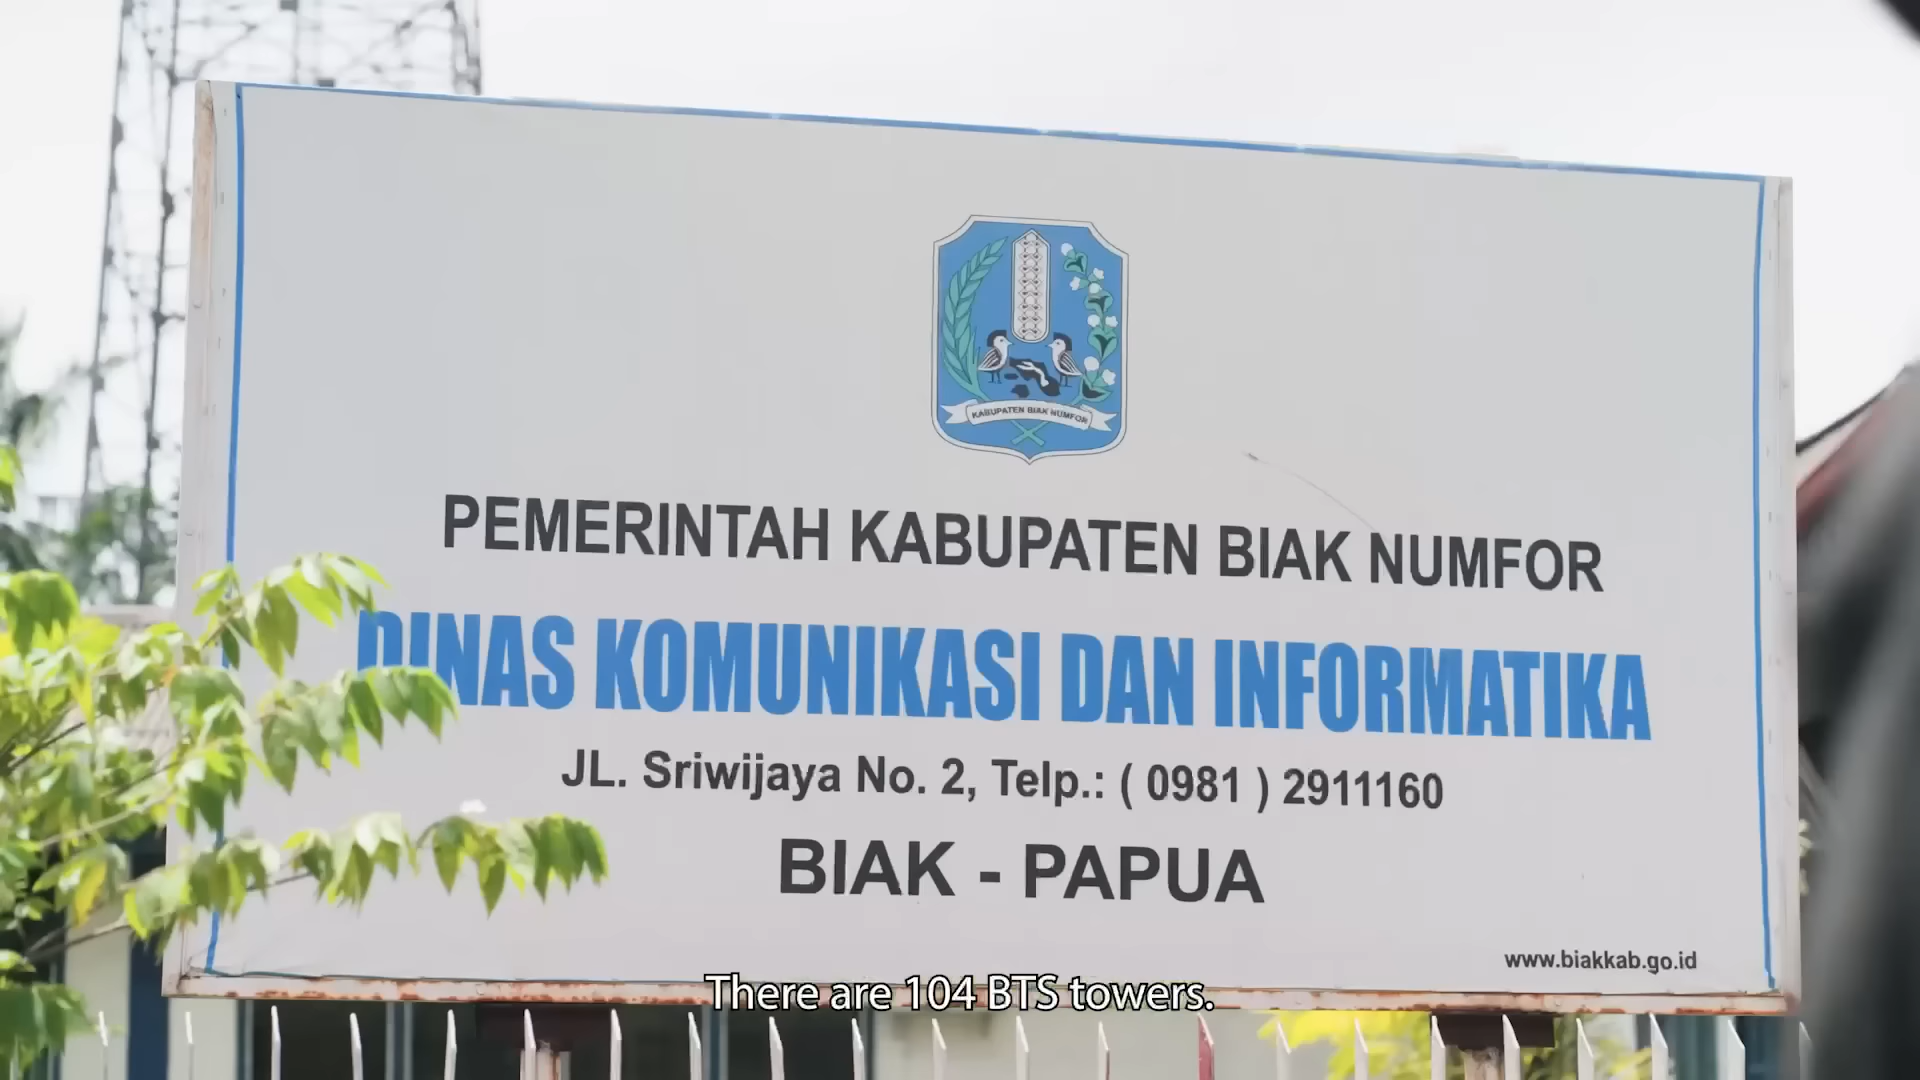 KABUPATEN BIAK NUMFOR
PEMERINTAH KABUPATEN BIAK NUMFOR
DINAS KOMUNIKASI DAN INFORMATIKA
JL. Sriwijaya No. 2, Telp.: ( 0981 ) 2911160
BIAK - PAPUA
www.biakkab.go.id
There are 104 BTS towers.